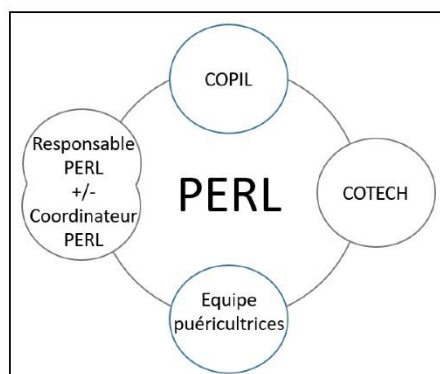 COPIL
Responsable
PERL
+/-
Coordinateur
PERL
PERL
COTECH
Equipe
puéricultrices